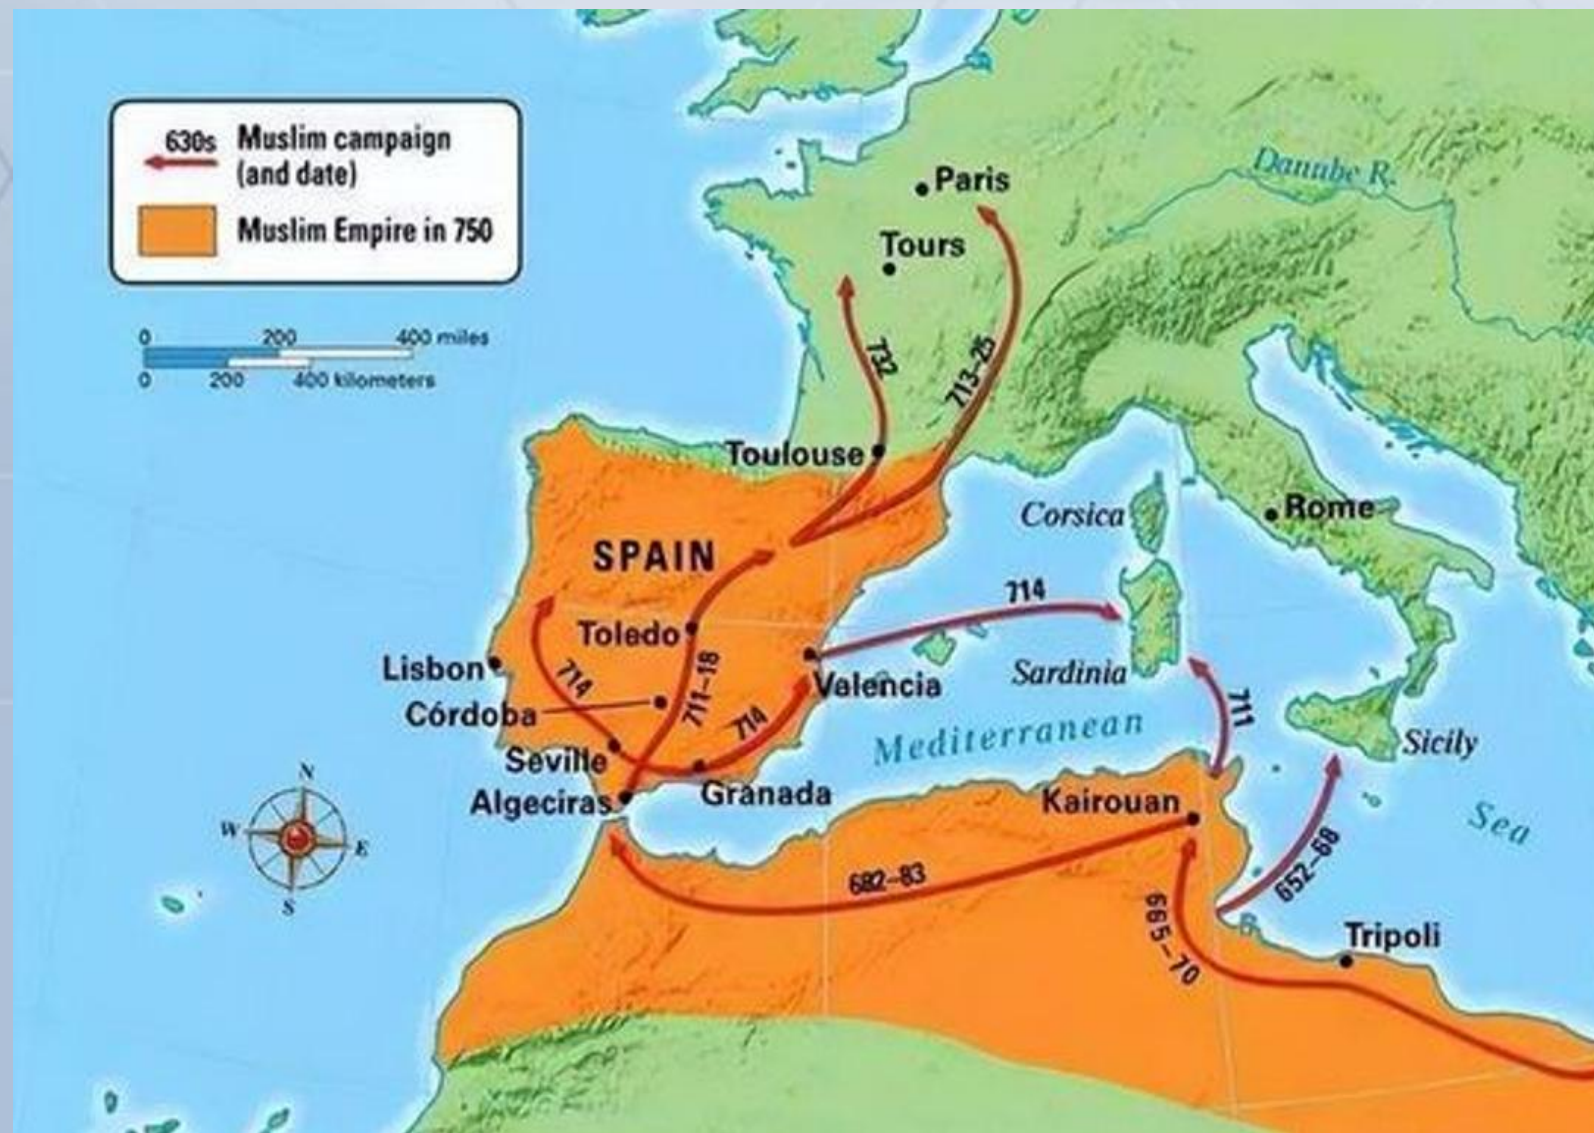 630s Muslim campaign
(and date)
Muslim Empire in 750
0 200 400 miles
0 200 400 kilometers
Danube R.
Paris
Tours
732
713–25
Toulouse
Corsica
Rome
SPAIN
714
Toledo
Lisbon
714
711–18
Valencia
Sardinia
Córdoba
714
711
Mediterranean
Sea
Seville
Sicily
Algeciras
Granada
Kairouan
N
W E
S
682–83
652–68
665–70
Tripoli